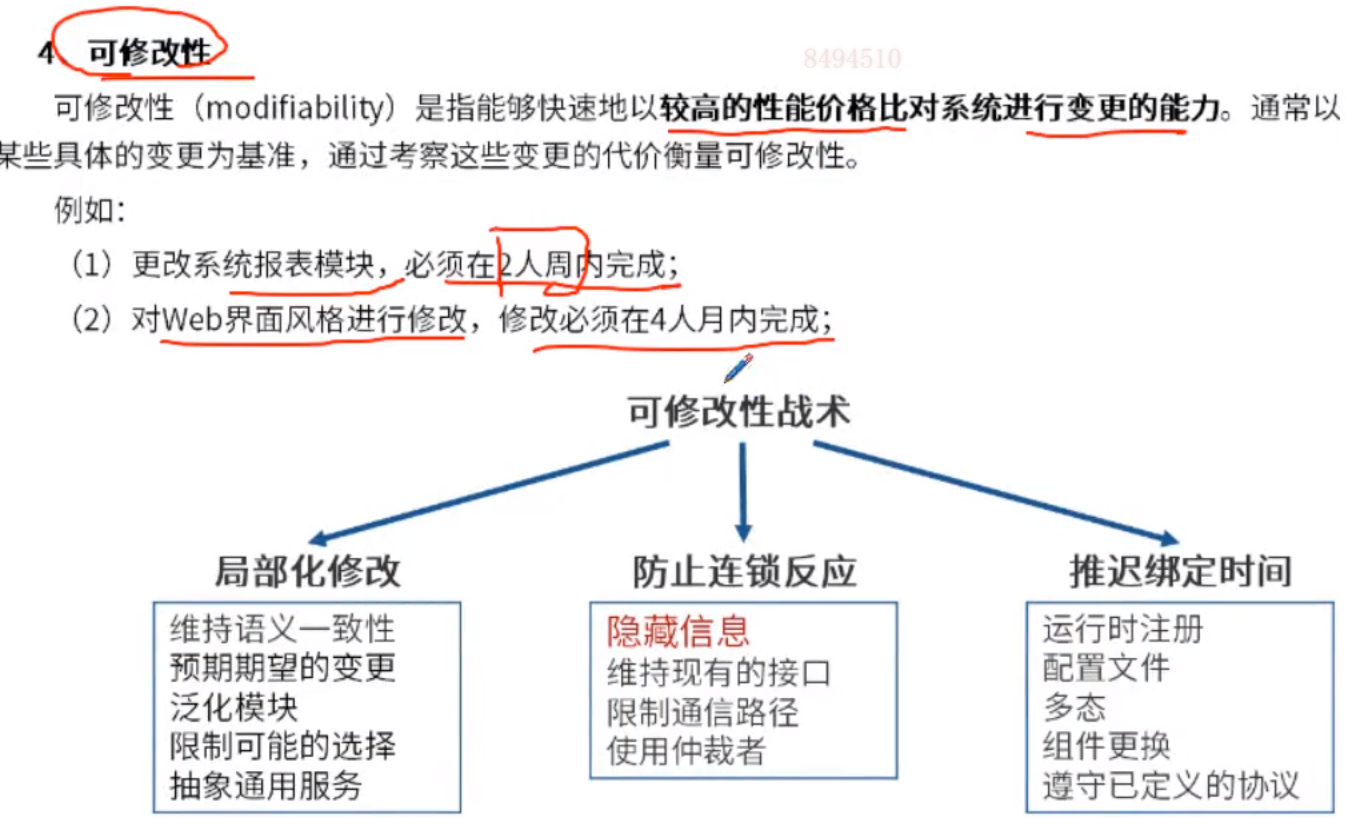 4、可修改性
8494510
可修改性（modifiability）是指能够快速地以较高的性能价格比对系统进行变更的能力。通常以
某些具体的变更为基准，通过考察这些变更的代价衡量可修改性。
例如：
（1）更改系统报表模块，必须在2人周内完成；
（2）对Web界面风格进行修改，修改必须在4人月内完成；
可修改性战术
局部化修改
维持语义一致性
预期期望的变更
泛化模块
限制可能的选择
抽象通用服务
防止连锁反应
隐藏信息
维持现有的接口
限制通信路径
使用仲裁者
推迟绑定时间
运行时注册
配置文件
多态
组件更换
遵守已定义的协议